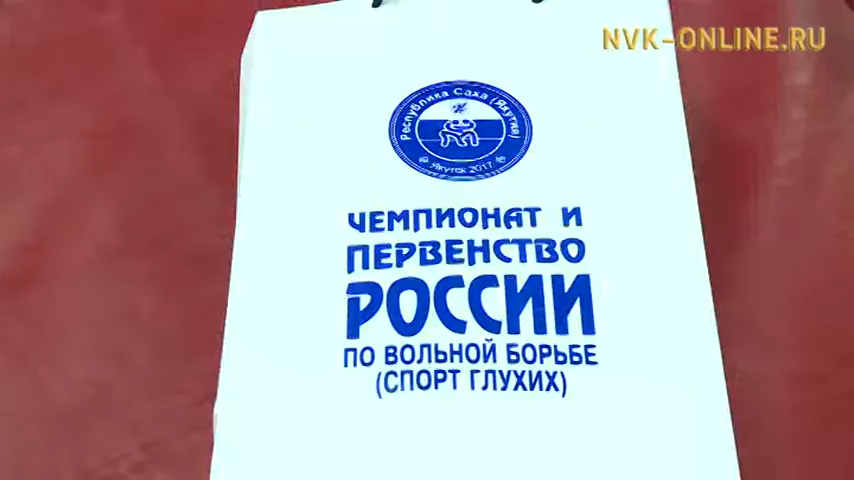 NVK-ONLINE.RU
Республика Саха (Якутия)
Якутск 2017
ЧЕМПИОНАТ И
ПЕРВЕНСТВО
РОССИИ
ПО ВОЛЬНОЙ БОРЬБЕ
(СПОРТ ГЛУХИХ)